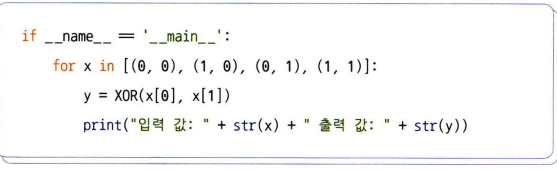 if __name__ == '__main__':
    for x in [(0, 0), (1, 0), (0, 1), (1, 1)]:
        y = XOR(x[0], x[1])
        print("입력 값: " + str(x) + " 출력 값: " + str(y))